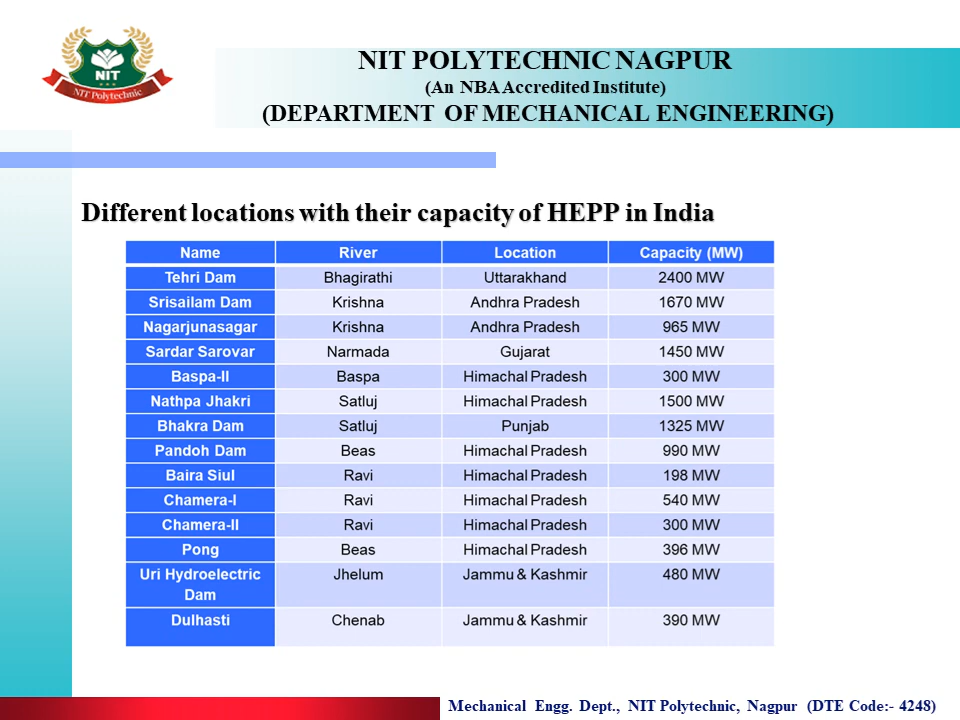 NIT
NIT Polytechnic
NIT POLYTECHNIC NAGPUR
(An NBA Accredited Institute)
(DEPARTMENT OF MECHANICAL ENGINEERING)
Different locations with their capacity of HEPP in India
Name River Location Capacity (MW)
Tehri Dam Bhagirathi Uttarakhand 2400 MW
Srisailam Dam Krishna Andhra Pradesh 1670 MW
Nagarjunasagar Krishna Andhra Pradesh 965 MW
Sardar Sarovar Narmada Gujarat 1450 MW
Baspa-II Baspa Himachal Pradesh 300 MW
Nathpa Jhakri Satluj Himachal Pradesh 1500 MW
Bhakra Dam Satluj Punjab 1325 MW
Pandoh Dam Beas Himachal Pradesh 990 MW
Baira Siul Ravi Himachal Pradesh 198 MW
Chamera-I Ravi Himachal Pradesh 540 MW
Chamera-II Ravi Himachal Pradesh 300 MW
Pong Beas Himachal Pradesh 396 MW
Uri Hydroelectric Jhelum Jammu & Kashmir 480 MW
Dam
Dulhasti Chenab Jammu & Kashmir 390 MW
Mechanical Engg. Dept., NIT Polytechnic, Nagpur (DTE Code:- 4248)